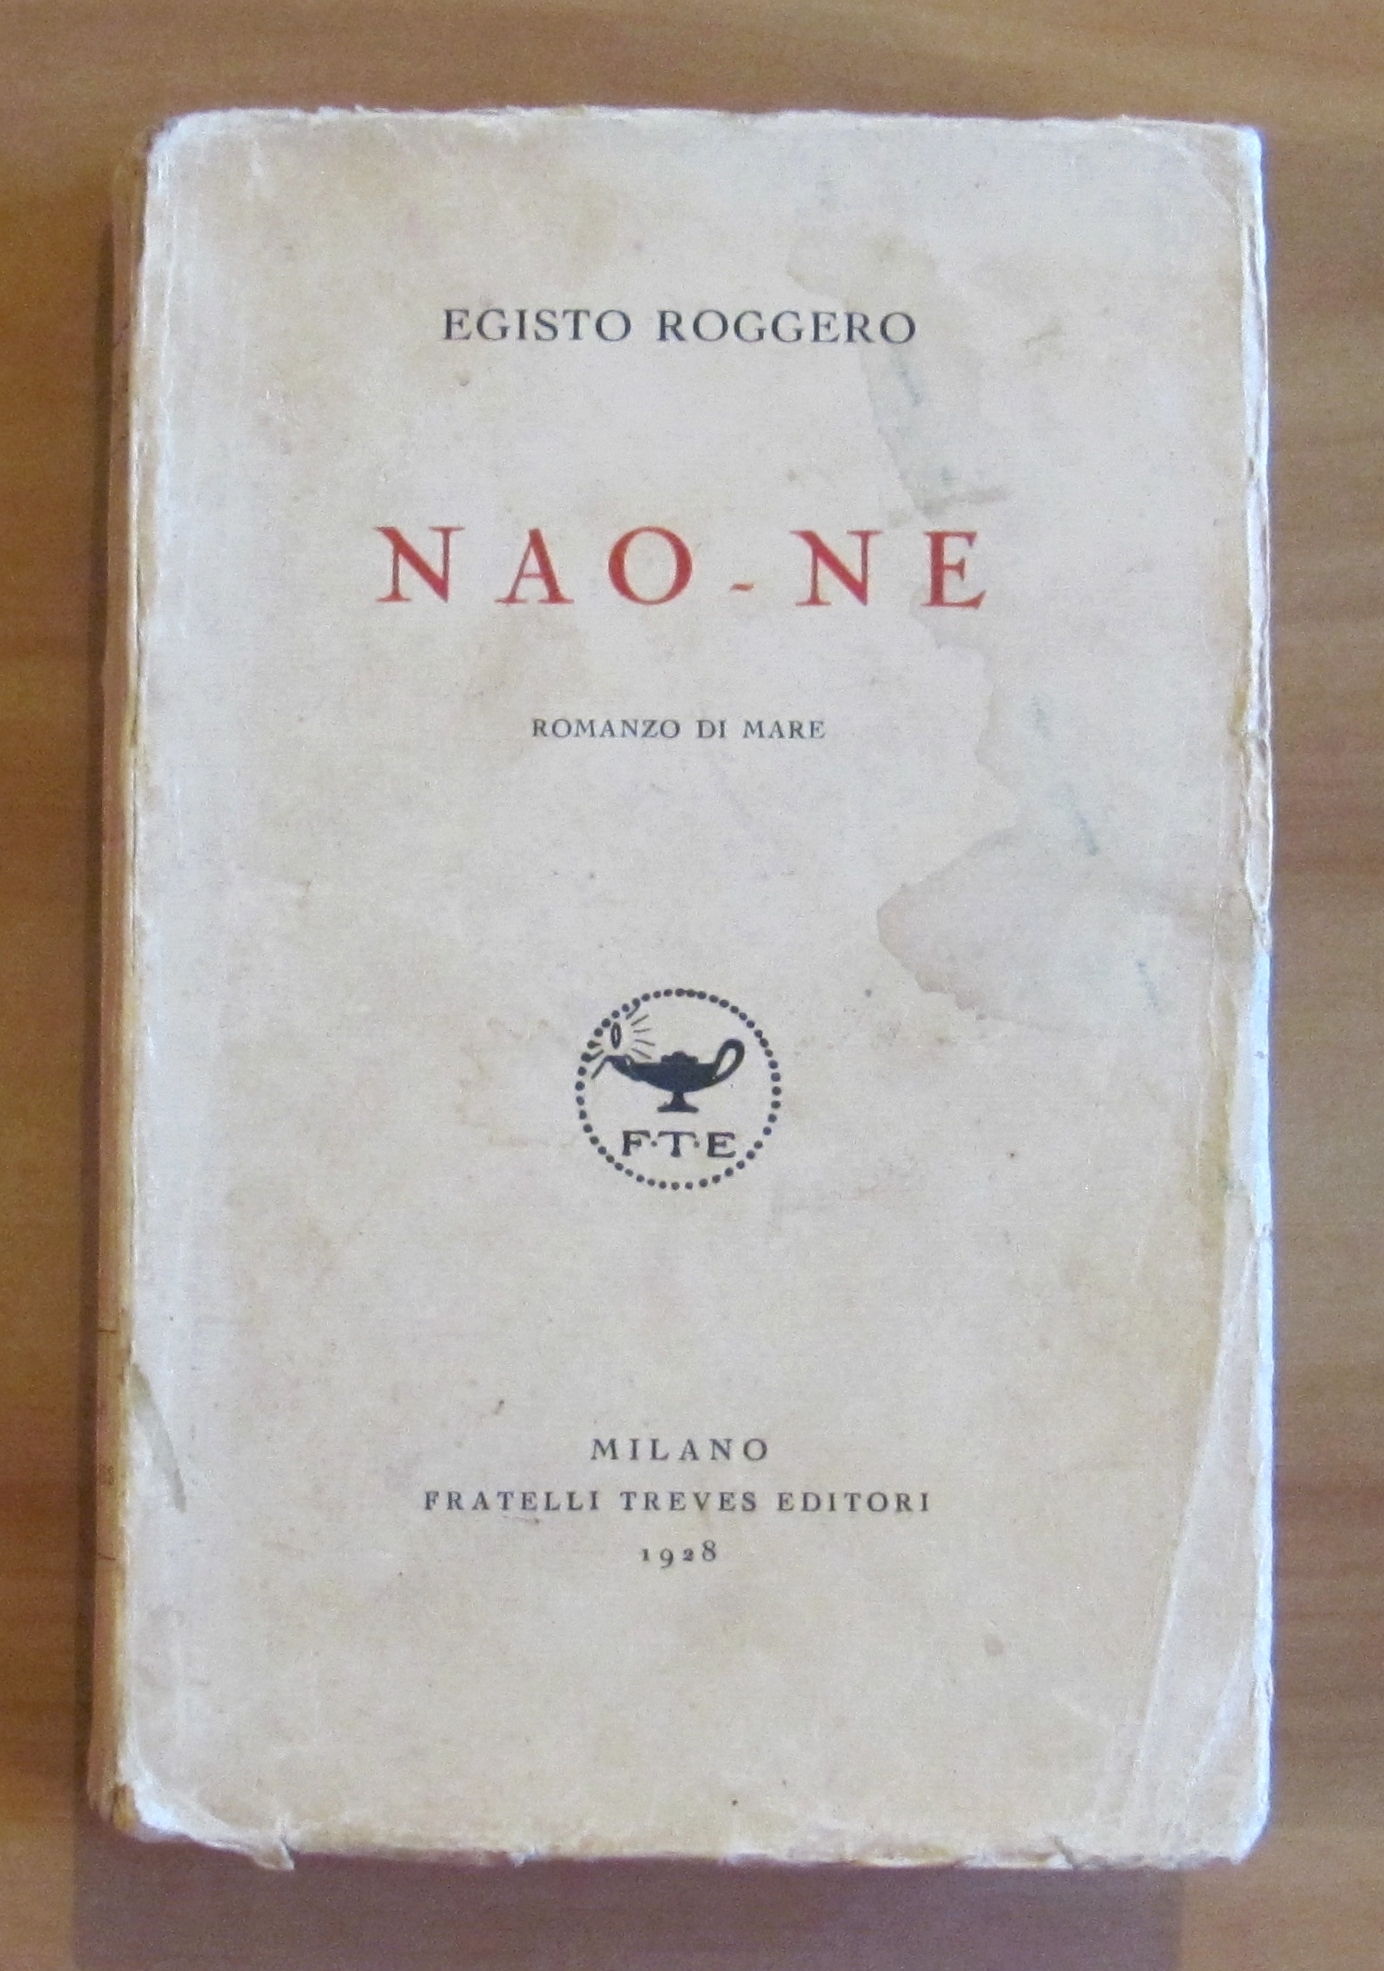 EGISTO ROGGERO
NAO-NE
ROMANZO DI MARE
F·T·E
MILANO
FRATELLI TREVES EDITORI
1928